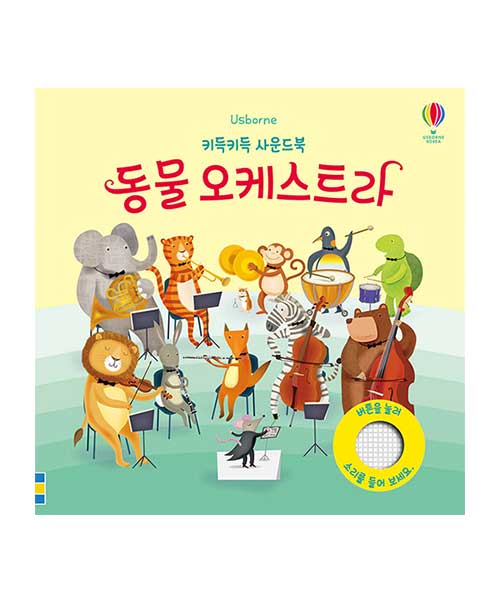 Usborne
USBORNE
KOREA
키득키득 사운드북
동물 오케스트라
버튼을 눌러
소리를 들어 보세요.